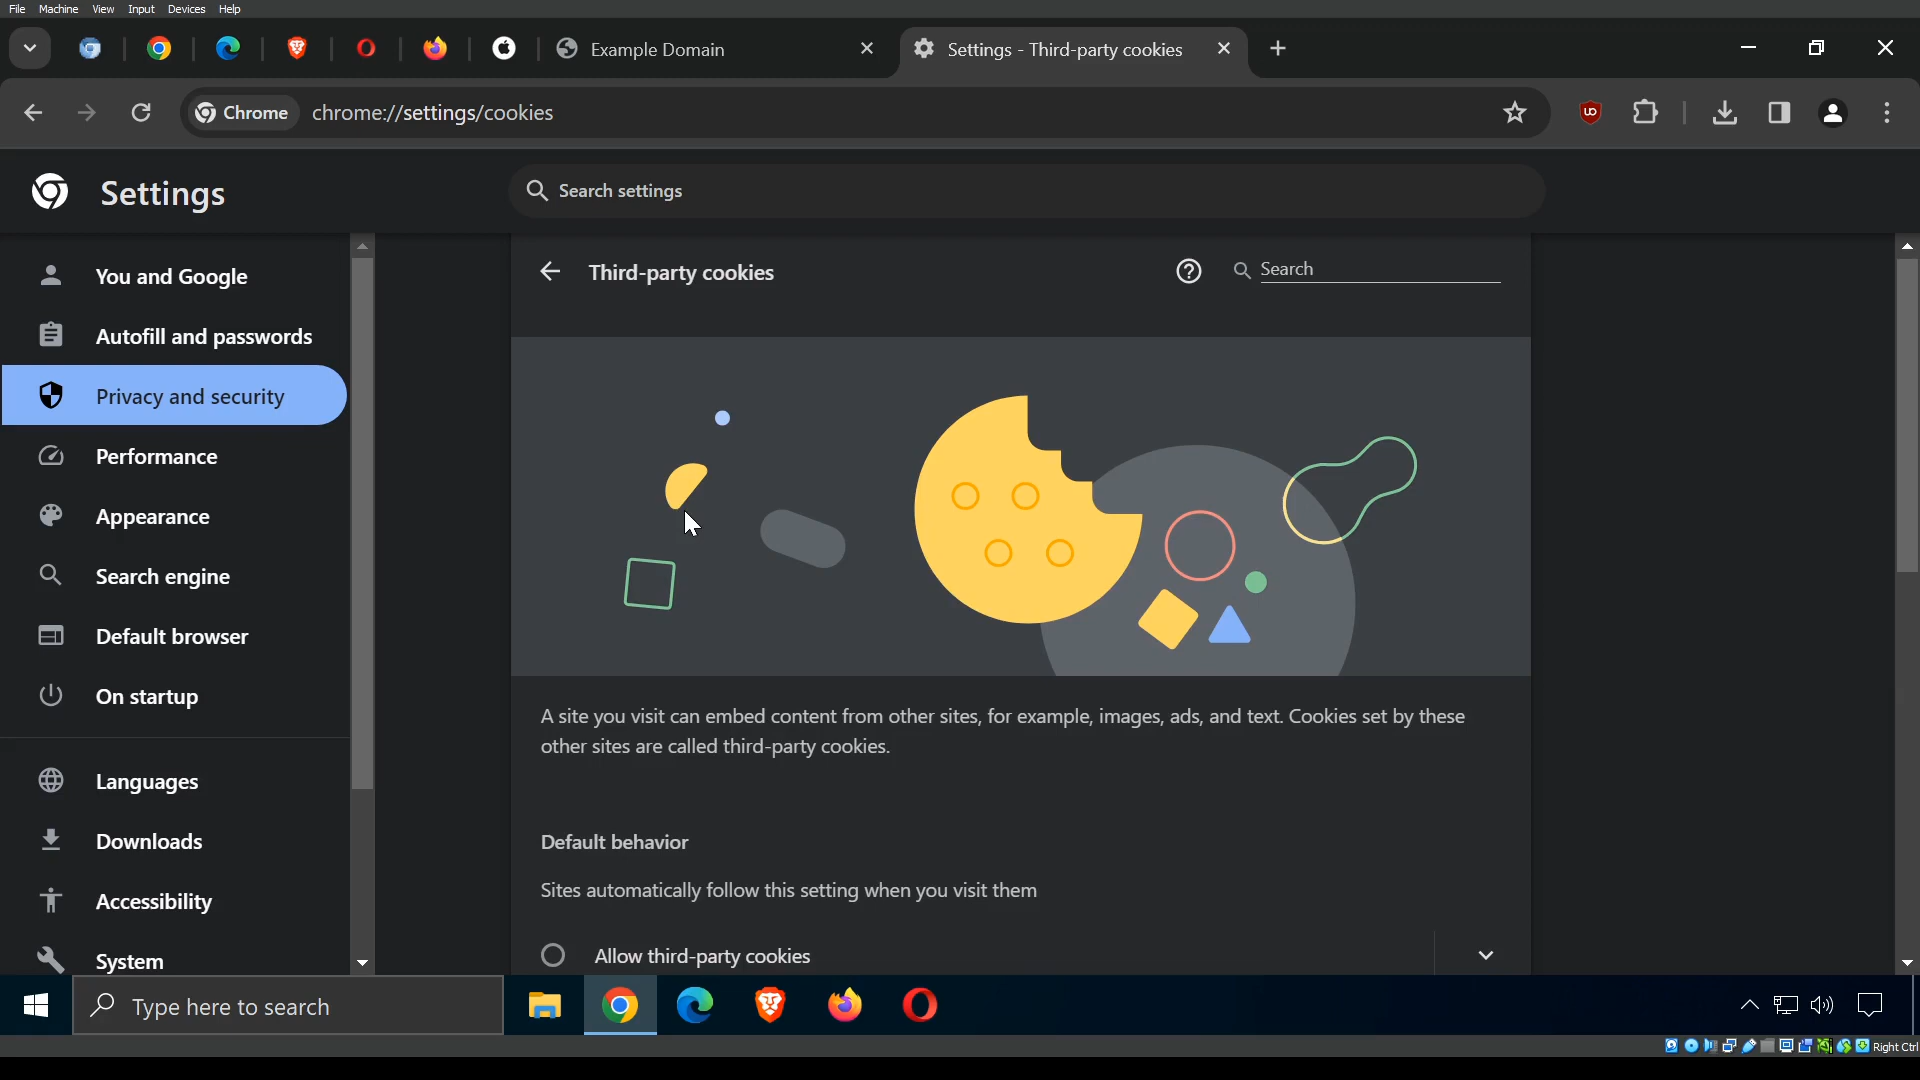 File Machine View Input Devices Help
Example Domain
Settings - Third-party cookies
Chrome chrome://settings/cookies
Settings
Search settings
You and Google
Autofill and passwords
Privacy and security
Performance
Appearance
Search engine
Default browser
On startup
Languages
Downloads
Accessibility
System
Third-party cookies
Search
A site you visit can embed content from other sites, for example, images, ads, and text. Cookies set by these
other sites are called third-party cookies.
Default behavior
Sites automatically follow this setting when you visit them
Allow third-party cookies
Type here to search
Right Ctrl